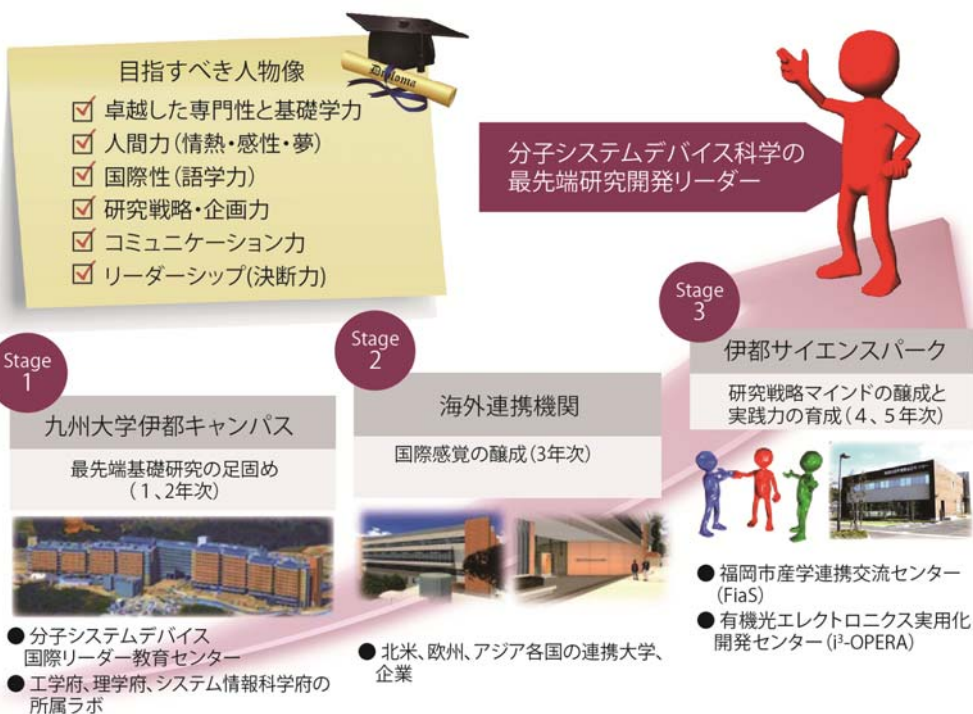 目指すべき人物像
卓越した専門性と基礎学力
人間力(情熱・感性・夢)
国際性(語学力)
研究戦略・企画力
コミュニケーション力
リーダーシップ(決断力)
Diploma
分子システムデバイス科学の
最先端研究開発リーダー
Stage
1
九州大学伊都キャンパス
最先端基礎研究の足固め
(1、2年次)
● 分子システムデバイス
国際リーダー教育センター
● 工学府、理学府、システム情報科学府の
所属ラボ
Stage
2
海外連携機関
国際感覚の醸成(3年次)
● 北米、欧州、アジア各国の連携大学、
企業
Stage
3
伊都サイエンスパーク
研究戦略マインドの醸成と
実践力の育成(4、5年次)
● 福岡市産学連携交流センター
(FiaS)
● 有機光エレクトロニクス実用化
開発センター(i³-OPERA)